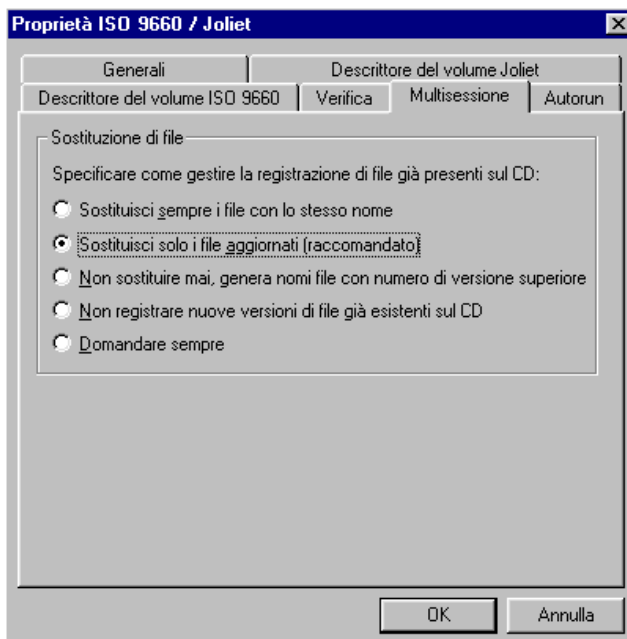 Proprietà ISO 9660 / Joliet
Generali
Descrittore del volume Joliet
Descrittore del volume ISO 9660
Verifica
Multisessione
Autorun
Sostituzione di file
Specificare come gestire la registrazione di file già presenti sul CD:
Sostituisci sempre i file con lo stesso nome
Sostituisci solo i file aggiornati (raccomandato)
Non sostituire mai, genera nomi file con numero di versione superiore
Non registrare nuove versioni di file già esistenti sul CD
Domandare sempre
OK
Annulla